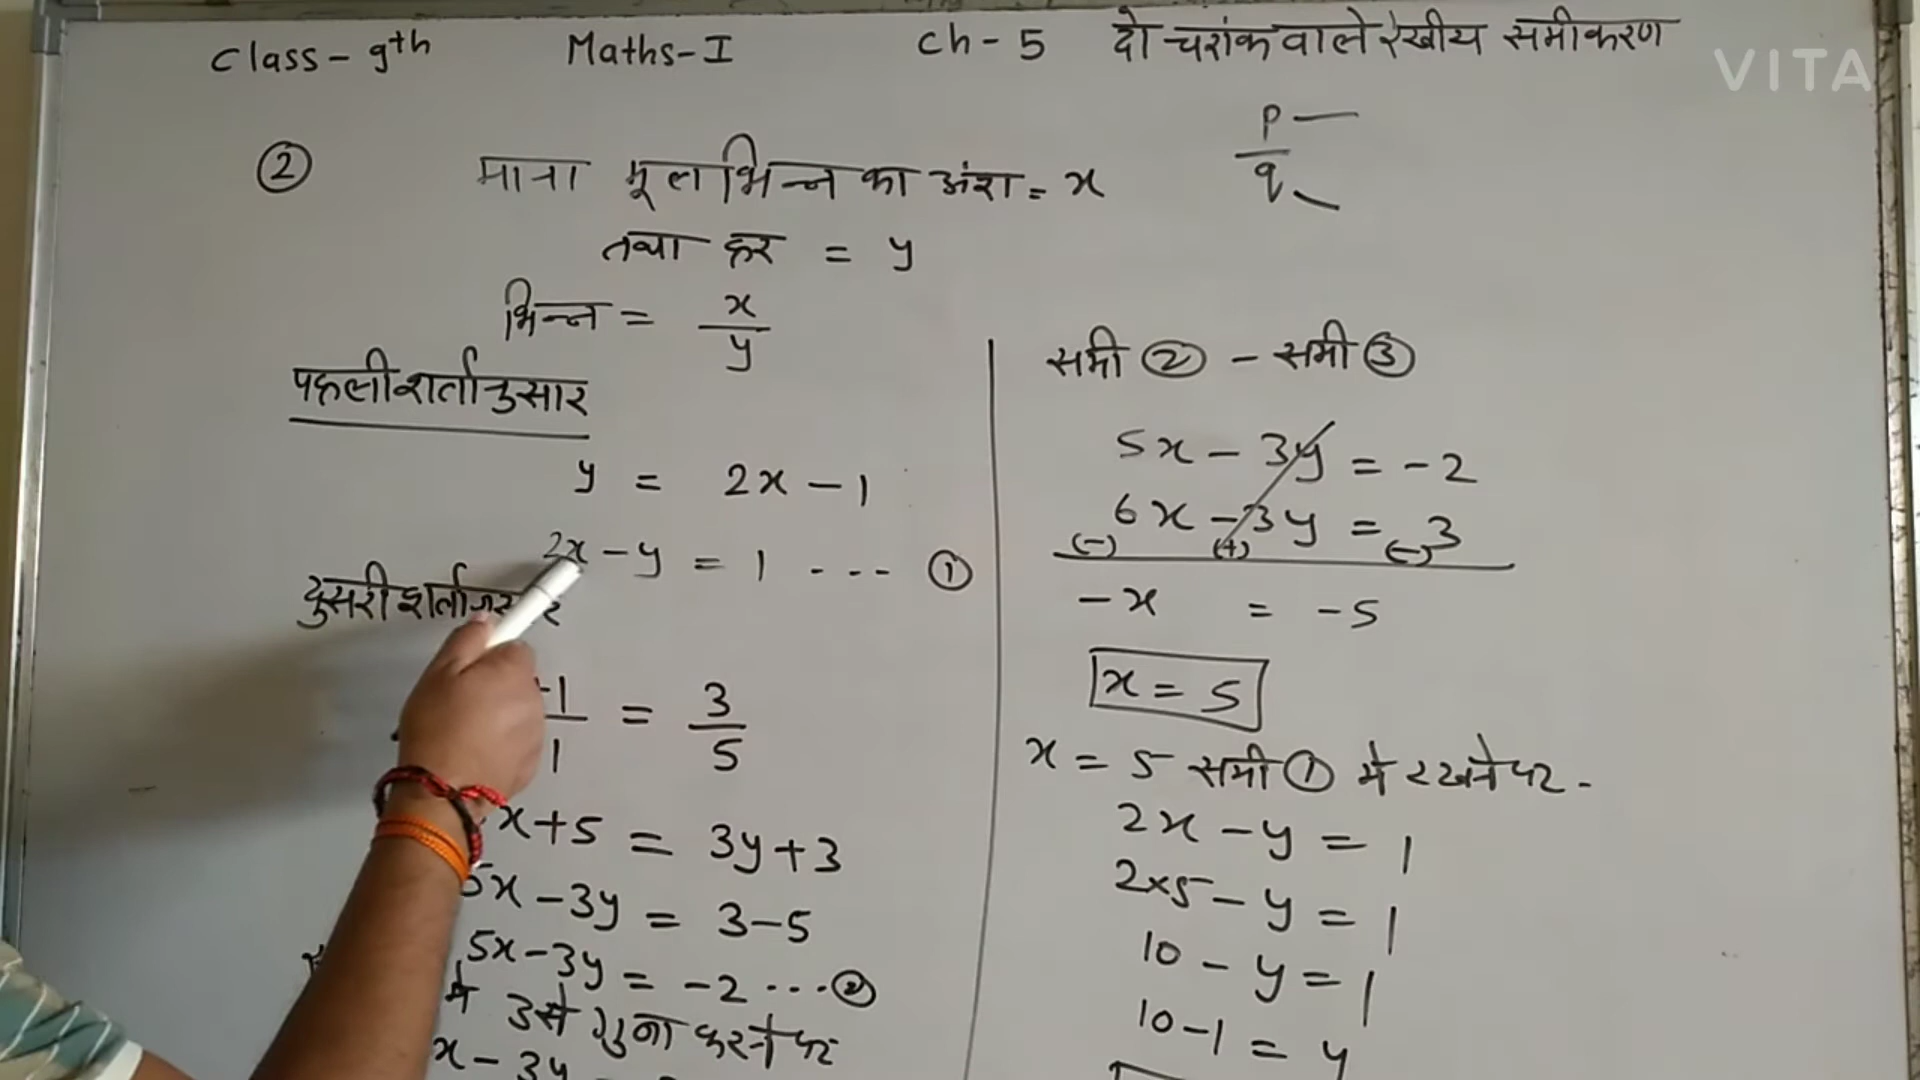 Class - 9th Maths-I Ch - 5 दो चरांक वाले रेखीय समीकरण
VITA
p
q
② माना मूल भिन्न का अंश = x
तथा हर = y
भिन्न = x/y
पहली शर्तानुसार
y = 2x - 1
2x - y = 1 --- ①
दुसरी
1 = 3/5
x+5 = 3y+3
5x - 3y = 3-5
5x - 3y = -2 ... ②
में 3 से गुना करने पर
x - 3y
समी ② - समी ③
5x - 3y = -2
6x - 3y = 3
(-) (+) (-)
-x = -5
x = 5
x = 5 समी ① में रखने पर -
2x - y = 1
2×5 - y = 1
10 - y = 1
10 - 1 = y